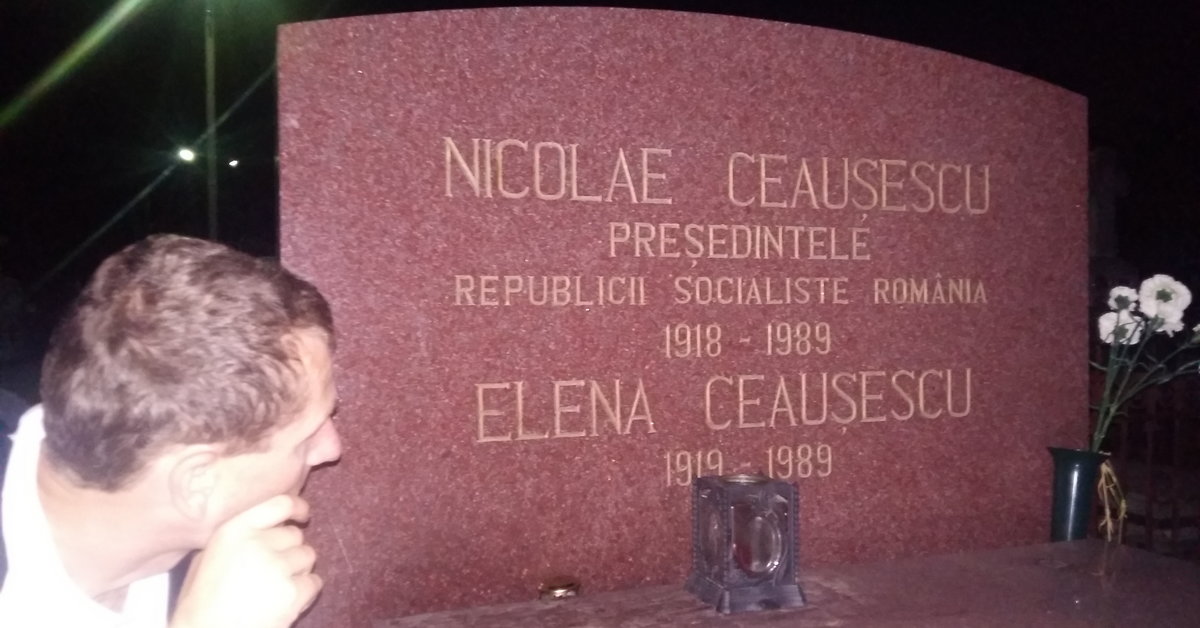 NICOLAE CEAUȘESCU
PREȘEDINTELE
REPUBLICII SOCIALISTE ROMÂNIA
1918 - 1989
ELENA CEAUȘESCU
1919 - 1989